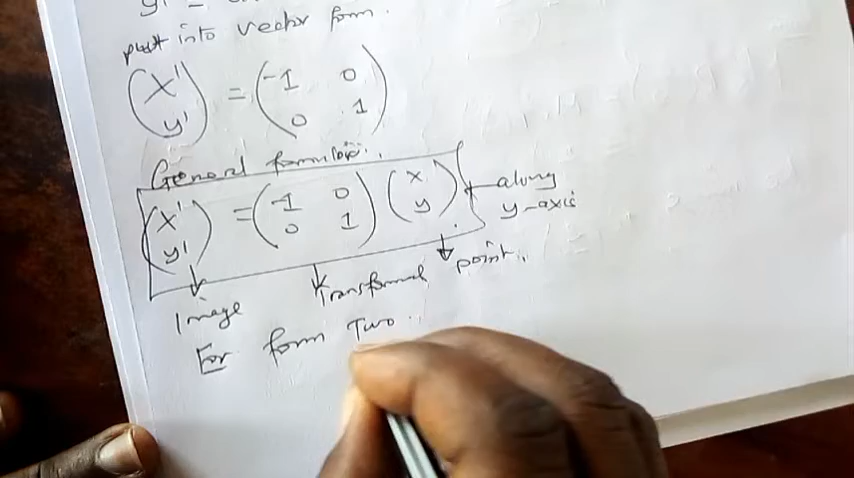 y' =
put into vector form.
(x' y') = (-1 0 0 1)
General formular.
(x' y') = (-1 0 0 1) (x y) ← along y-axis
Image Transformed point.
For form Two.